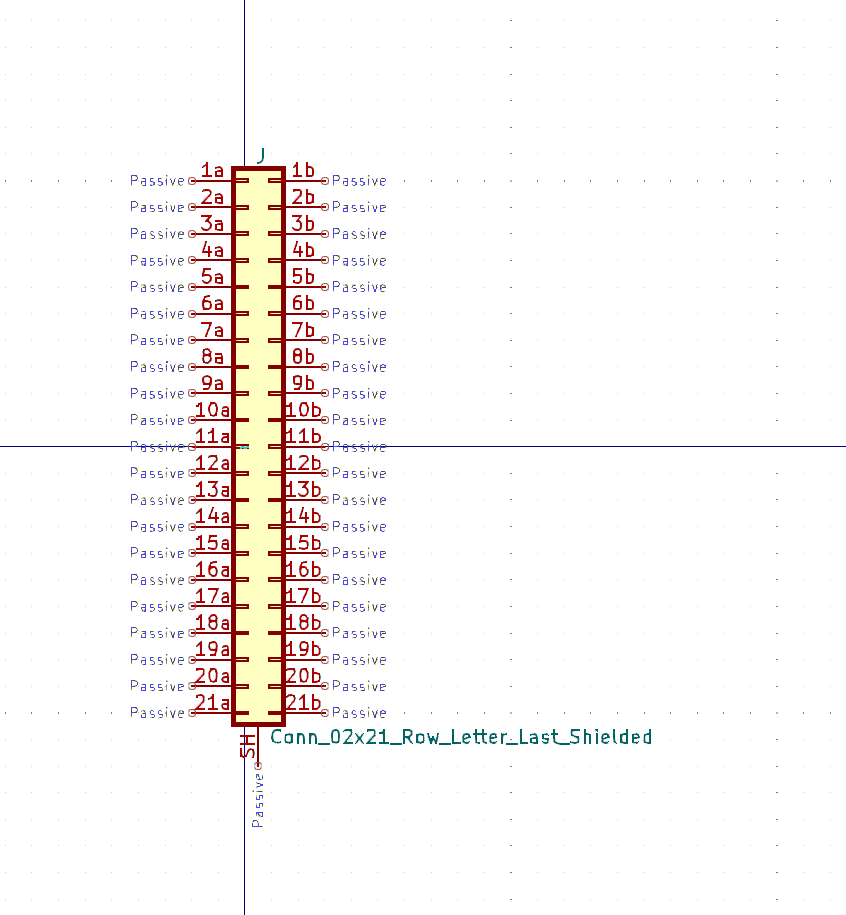 J
Passive 1a 1b Passive
Passive 2a 2b Passive
Passive 3a 3b Passive
Passive 4a 4b Passive
Passive 5a 5b Passive
Passive 6a 6b Passive
Passive 7a 7b Passive
Passive 8a 8b Passive
Passive 9a 9b Passive
Passive 10a 10b Passive
Passive 11a 11b Passive
Passive 12a 12b Passive
Passive 13a 13b Passive
Passive 14a 14b Passive
Passive 15a 15b Passive
Passive 16a 16b Passive
Passive 17a 17b Passive
Passive 18a 18b Passive
Passive 19a 19b Passive
Passive 20a 20b Passive
Passive 21a 21b Passive
SH
Conn_02x21_Row_Letter_Last_Shielded
Passive